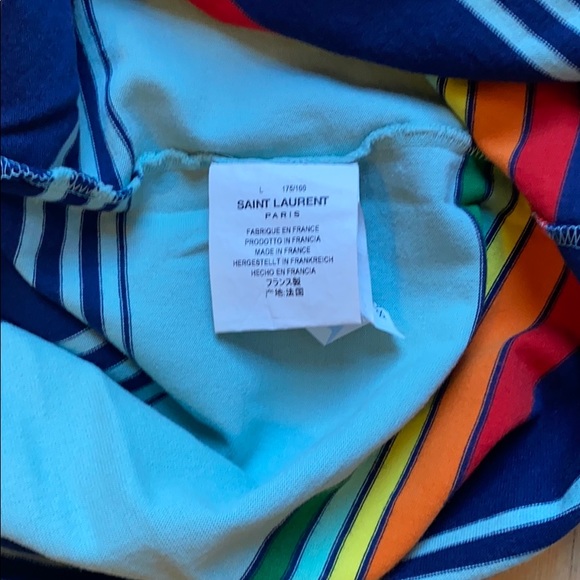 L 175/100
SAINT LAURENT
PARIS
FABRIQUE EN FRANCE
PRODOTTO IN FRANCIA
MADE IN FRANCE
HERGESTELLT IN FRANKREICH
HECHO EN FRANCIA
フランス製
产地:法国